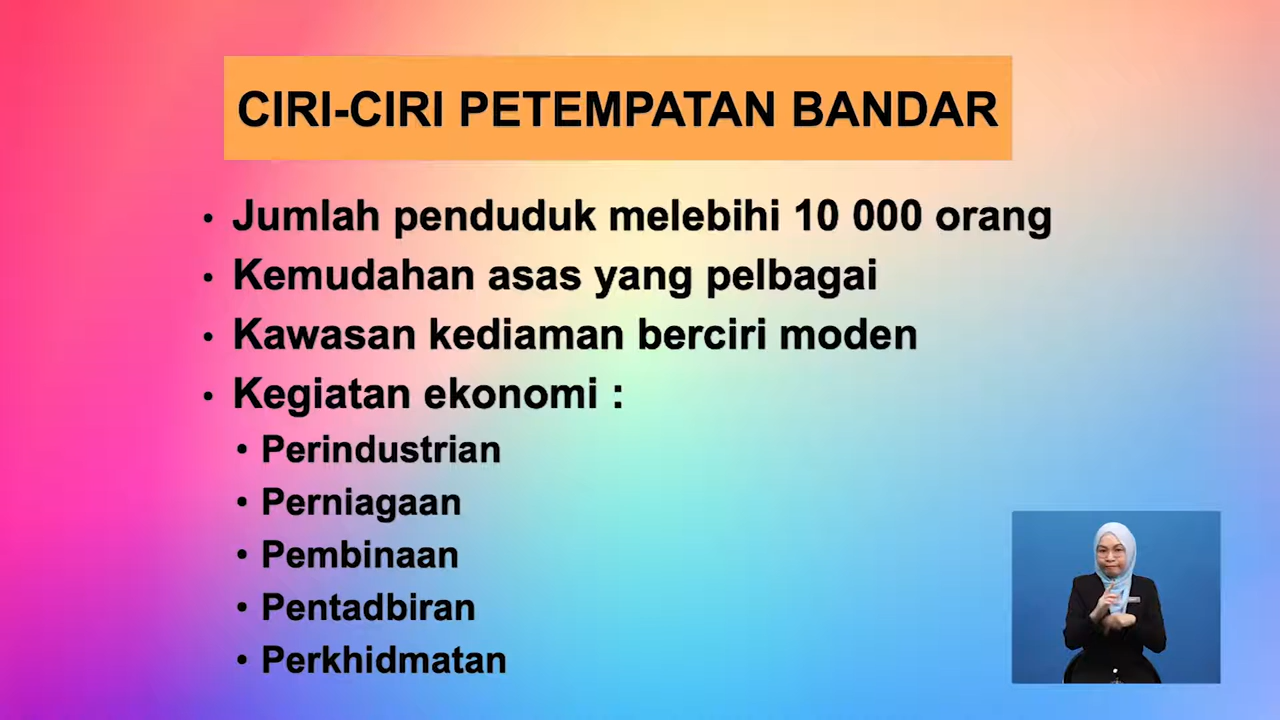 CIRI-CIRI PETEMPATAN BANDAR
• Jumlah penduduk melebihi 10 000 orang
• Kemudahan asas yang pelbagai
• Kawasan kediaman berciri moden
• Kegiatan ekonomi :
• Perindustrian
• Perniagaan
• Pembinaan
• Pentadbiran
• Perkhidmatan